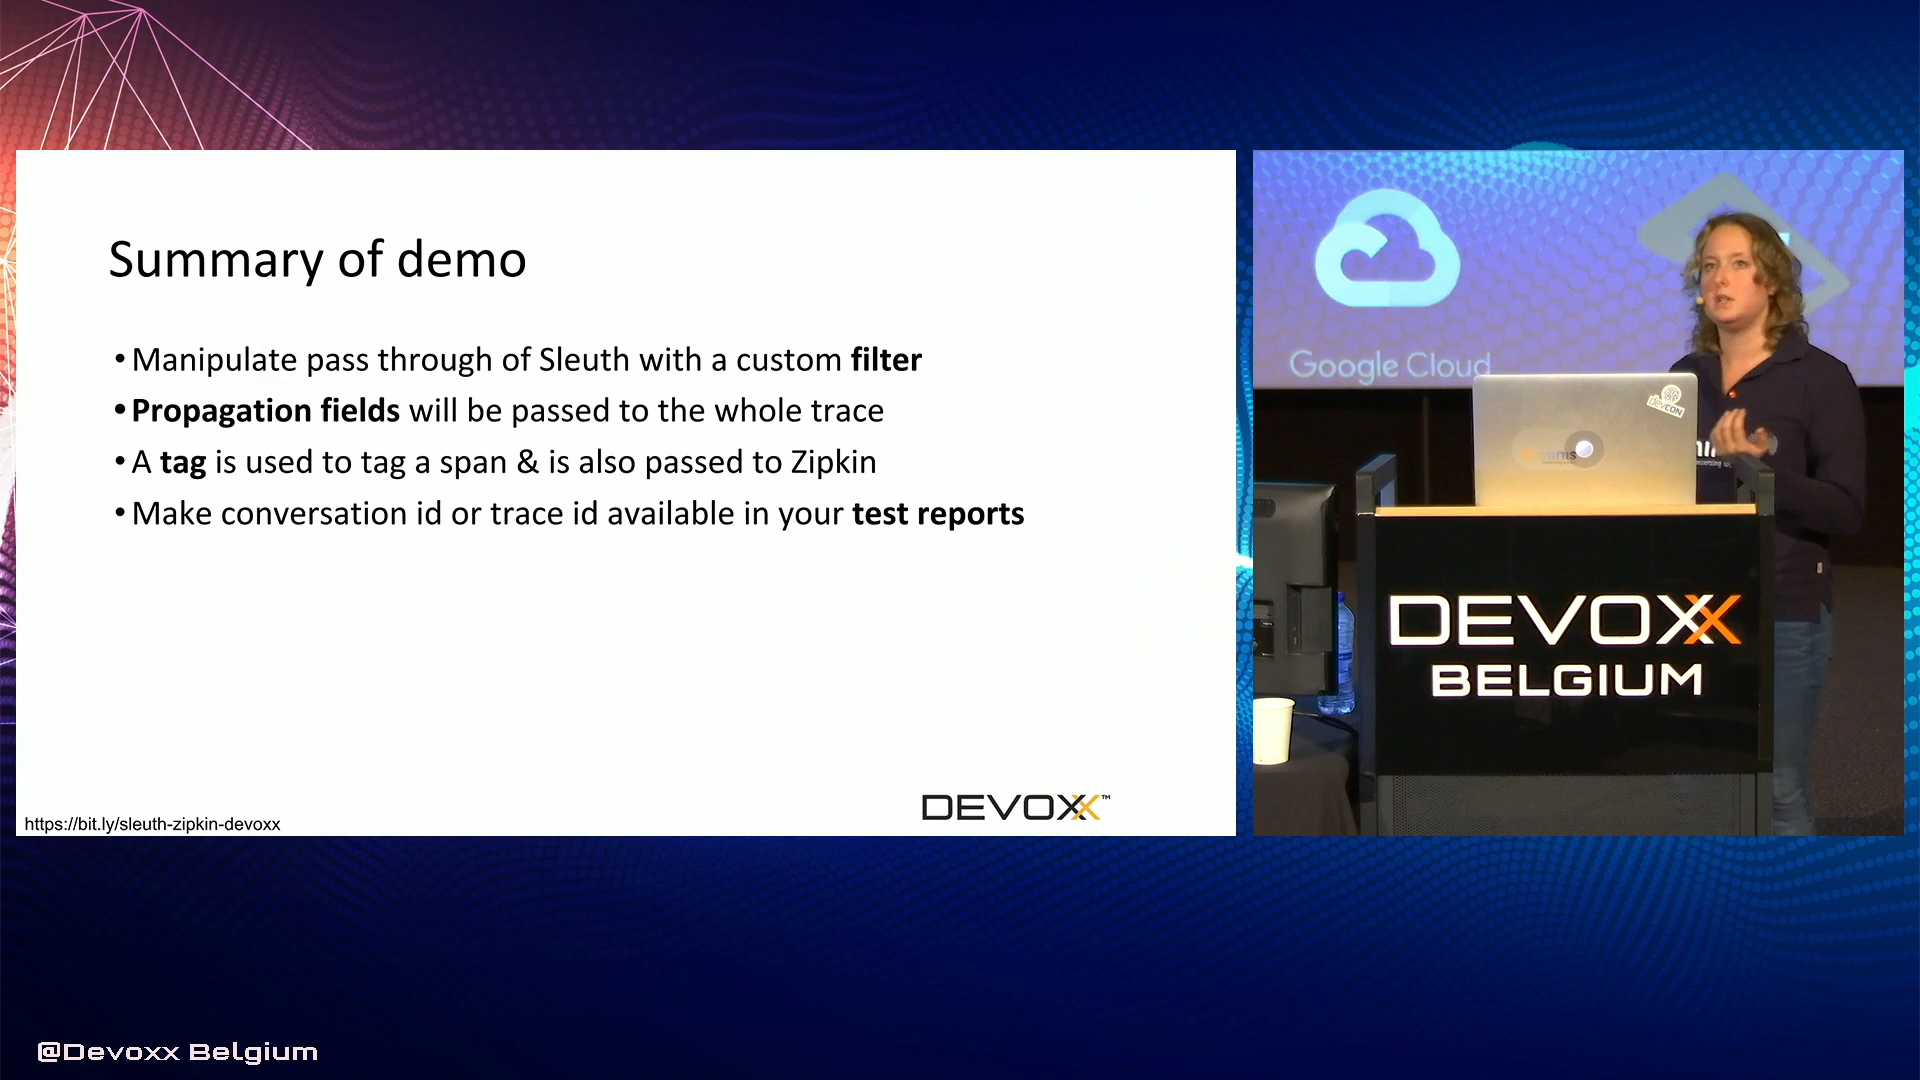 Summary of demo
•Manipulate pass through of Sleuth with a custom filter
•Propagation fields will be passed to the whole trace
•A tag is used to tag a span & is also passed to Zipkin
•Make conversation id or trace id available in your test reports
DEVOXX™
https://bit.ly/sleuth-zipkin-devoxx
Google Cloud
devcon
DEVOXX
BELGIUM
@Devoxx Belgium